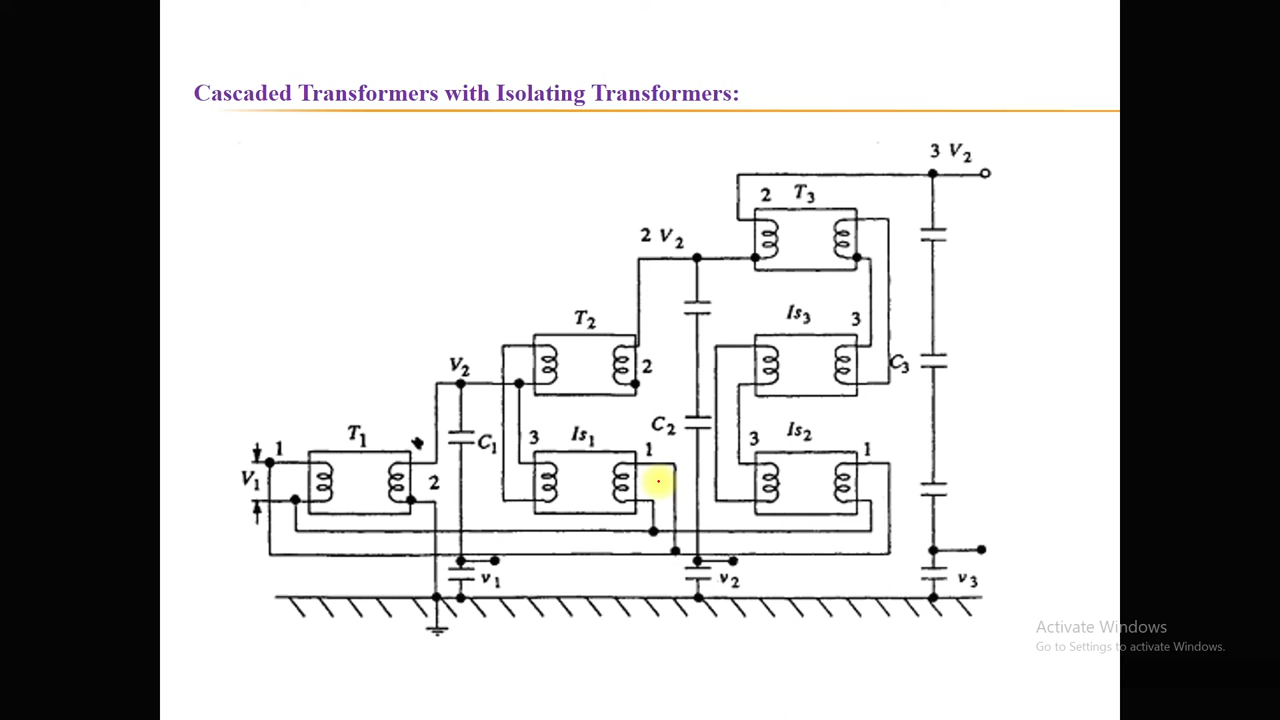 Cascaded Transformers with Isolating Transformers:
3 V₂
2 T₃
2 V₂
Is₃ 3
T₂
C₃
V₂
2
C₂
T₁
1
C₁
3 Is₁ 1
3 Is₂ 1
V₁
2
v₁
v₂
v₃
Activate Windows
Go to Settings to activate Windows.